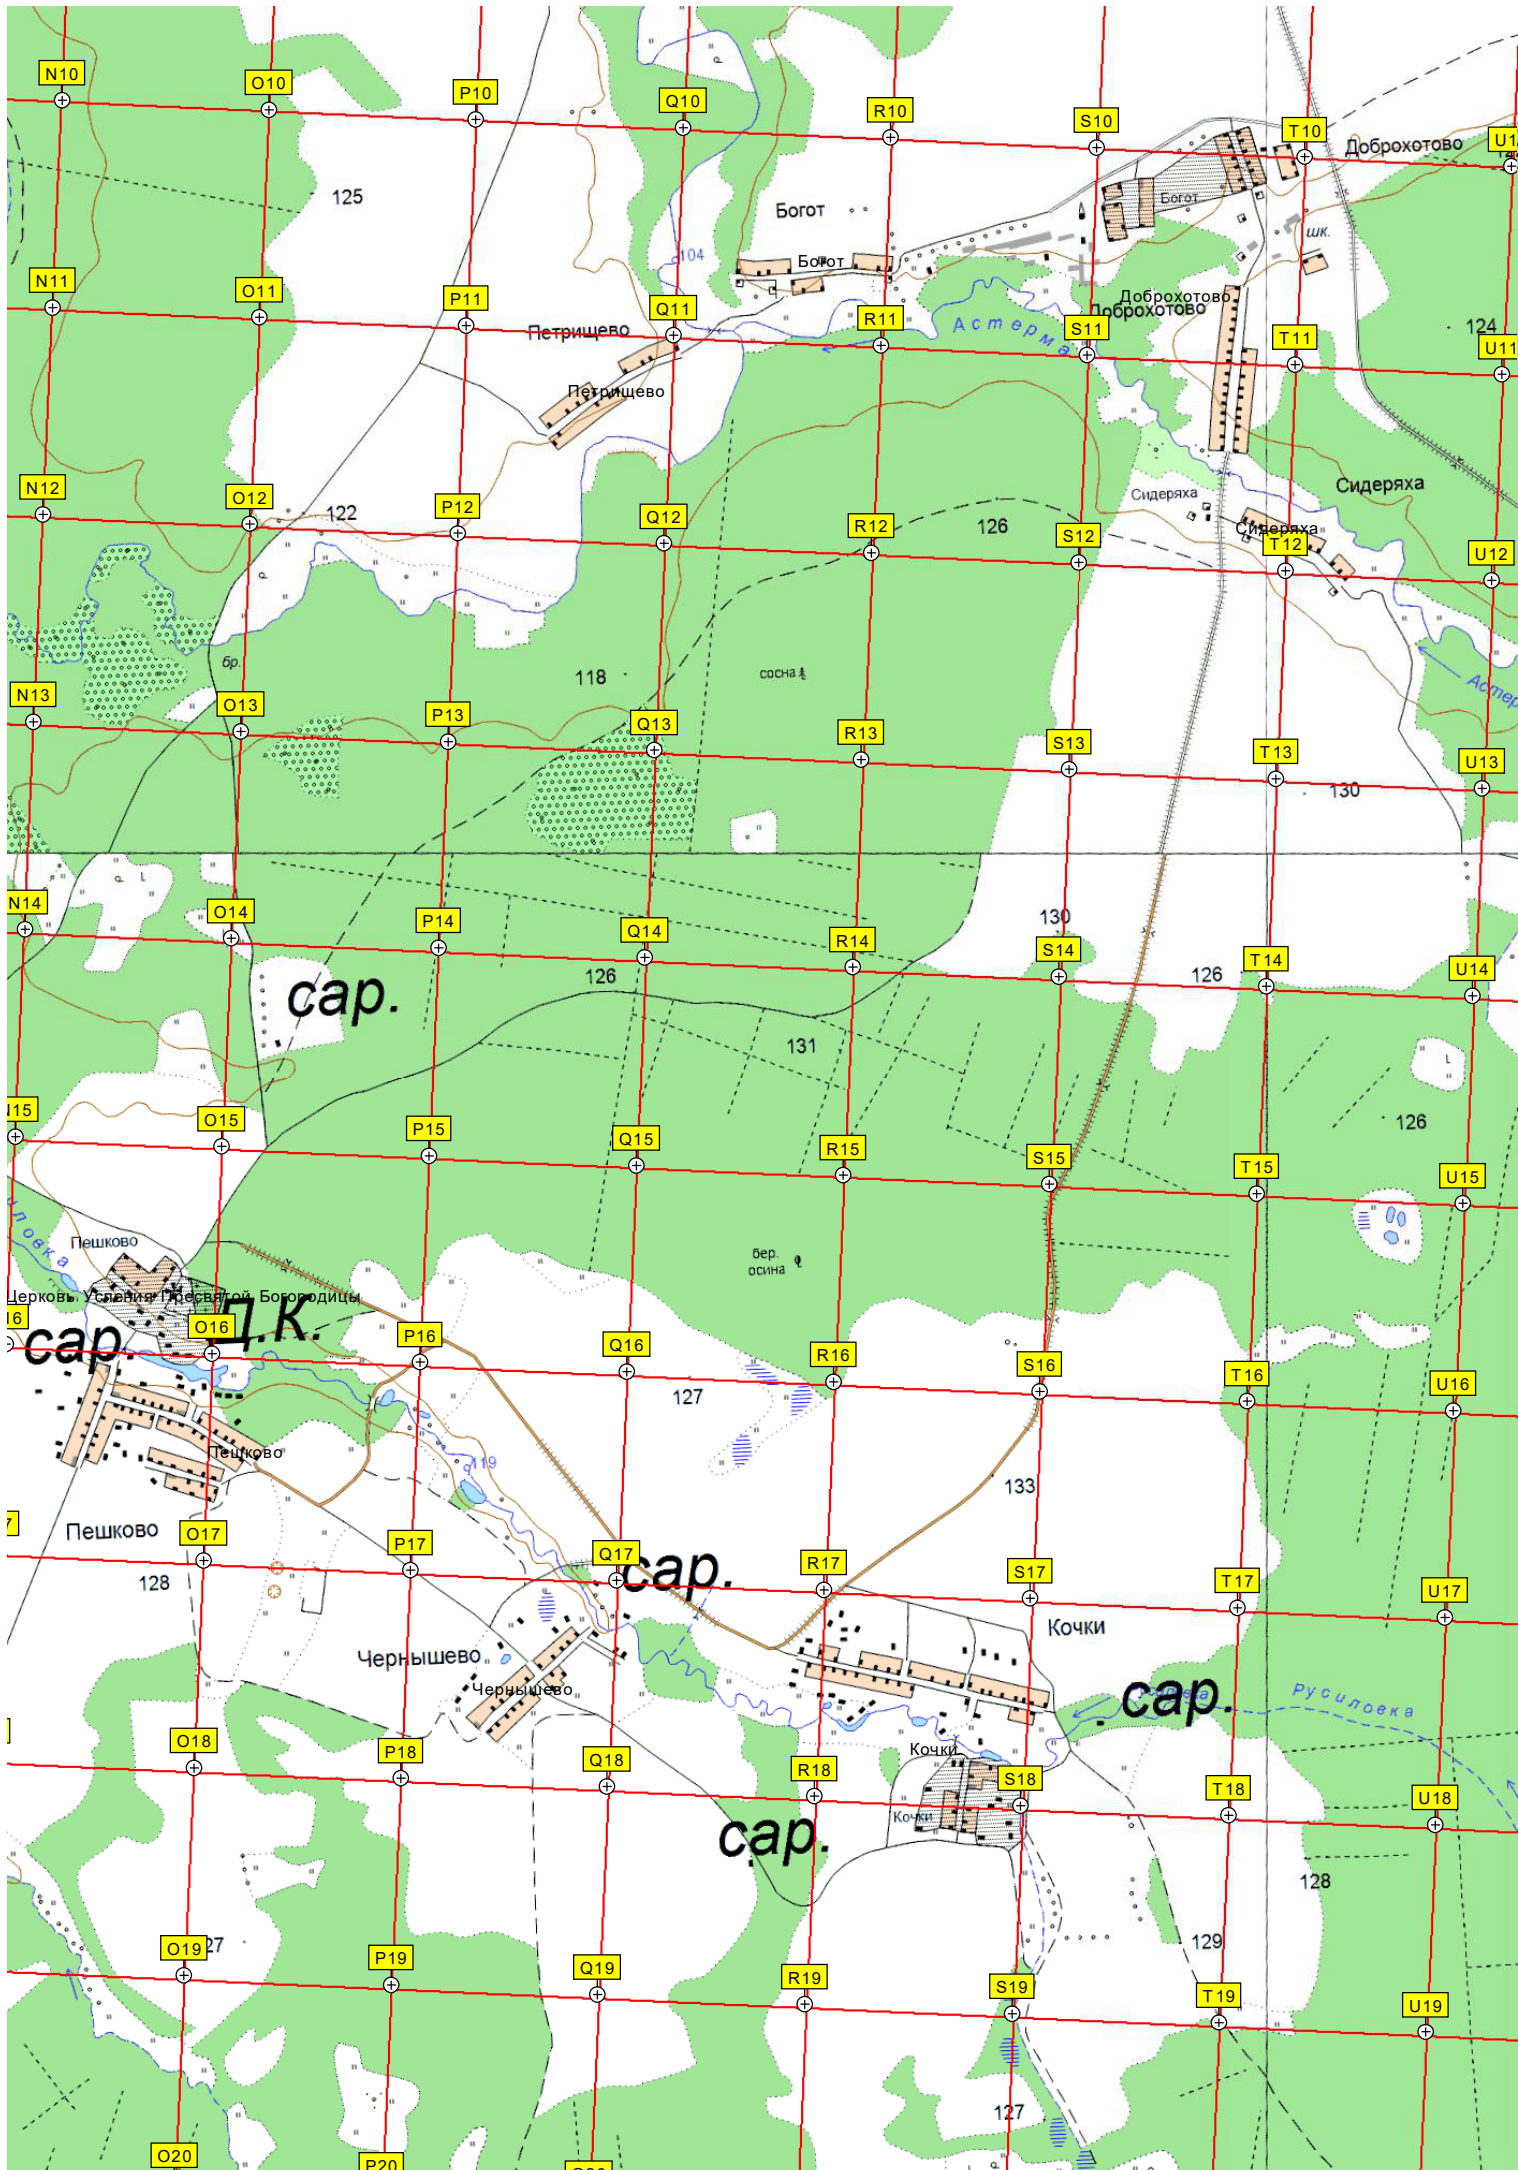 N10
O10
P10
Q10
R10
S10
T10
Доброхотово
125
Богот
Богот
шк.
104
Богот
N11
O11
P11
Q11
R11
S11
T11
U11
Петрищево
Доброхотово
Доброхотово
Астерма
124
Петрищево
N12
O12
P12
Q12
R12
S12
T12
U12
122
126
Сидеряха
Сидеряха
Сидеряха
бр.
118
сосна
N13
O13
P13
Q13
R13
S13
T13
U13
130
N14
O14
P14
Q14
R14
S14
T14
U14
130
126
126
сар.
131
O15
P15
Q15
R15
S15
T15
U15
126
Пешково
бер.
осина
Церковь Успения Пресвятой Богородицы
сар.
Д.К.
O16
P16
Q16
R16
S16
T16
U16
127
119
Пешково
133
Пешково
O17
P17
Q17
R17
S17
T17
U17
сар.
128
Кочки
Чернышево
Чернышево
сар.
Русиловка
O18
P18
Q18
R18
S18
T18
U18
Кочки
Кочки
сар.
128
O19
P19
Q19
R19
S19
T19
U19
129
127
O20
P20